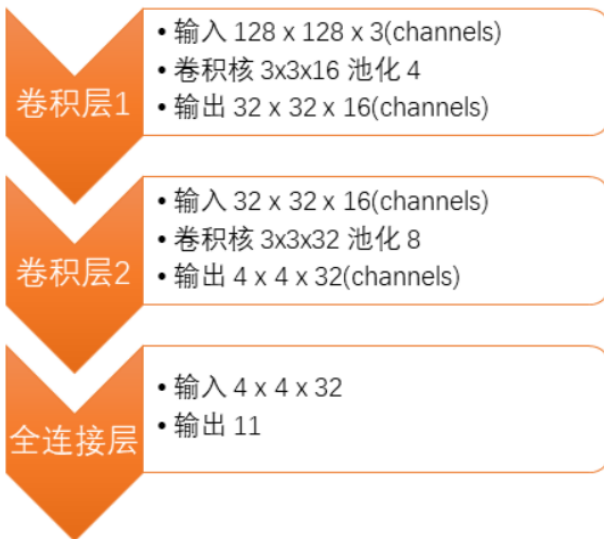 卷积层1
• 输入 128 x 128 x 3(channels)
• 卷积核 3x3x16 池化 4
• 输出 32 x 32 x 16(channels)
卷积层2
• 输入 32 x 32 x 16(channels)
• 卷积核 3x3x32 池化 8
• 输出 4 x 4 x 32(channels)
全连接层
• 输入 4 x 4 x 32
• 输出 11